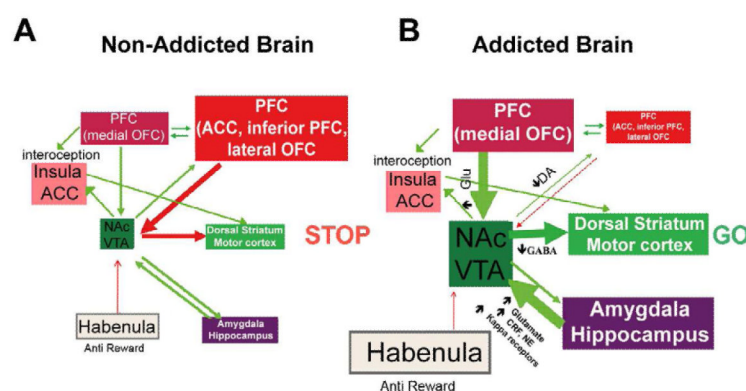 A
Non-Addicted Brain
PFC
(medial OFC)
PFC
(ACC, inferior PFC,
lateral OFC
interoception
Insula
ACC
NAc
VTA
Dorsal Striatum
Motor cortex
STOP
Habenula
Anti Reward
Amygdala
Hippocampus
B
Addicted Brain
PFC
(medial OFC)
PFC
(ACC, inferior PFC,
lateral OFC
interoception
Insula
ACC
Glu
DA
NAc
VTA
GABA
Dorsal Striatum
Motor cortex
GO
Glutamate
CRF, NE
Kappa receptors
Amygdala
Hippocampus
Habenula
Anti Reward